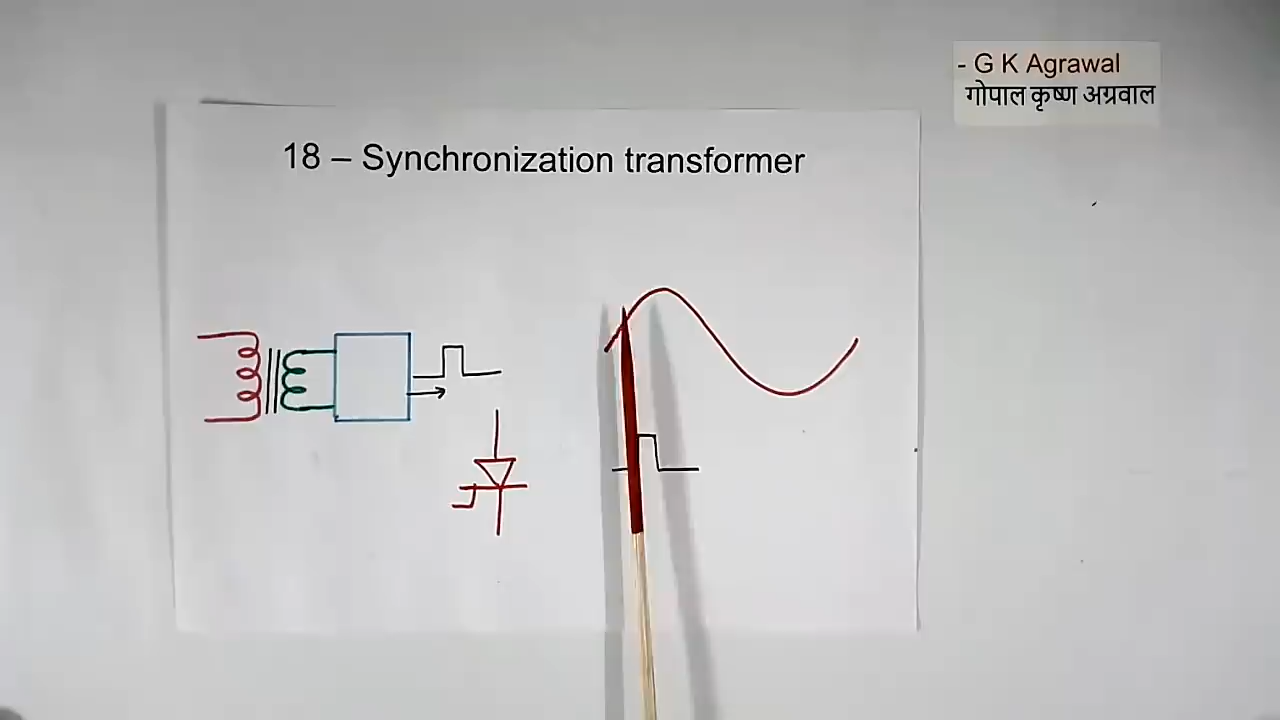 - G K Agrawal
गोपाल कृष्ण अग्रवाल
18 – Synchronization transformer